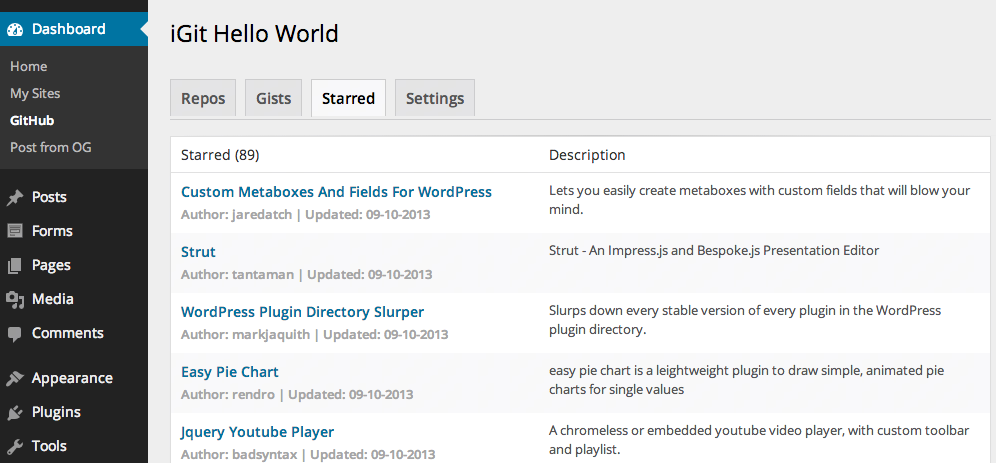 Dashboard
Home
My Sites
GitHub
Post from OG
Posts
Forms
Pages
Media
Comments
Appearance
Plugins
Tools
iGit Hello World
Repos Gists Starred Settings
Starred (89) Description
Custom Metaboxes And Fields For WordPress
Author: jaredatch | Updated: 09-10-2013
Lets you easily create metaboxes with custom fields that will blow your
mind.
Strut
Author: tantaman | Updated: 09-10-2013
Strut - An Impress.js and Bespoke.js Presentation Editor
WordPress Plugin Directory Slurper
Author: markjaquith | Updated: 09-10-2013
Slurps down every stable version of every plugin in the WordPress
plugin directory.
Easy Pie Chart
Author: rendro | Updated: 09-10-2013
easy pie chart is a leightweight plugin to draw simple, animated pie
charts for single values
Jquery Youtube Player
Author: badsyntax | Updated: 09-10-2013
A chromeless or embedded youtube video player, with custom toolbar
and playlist.